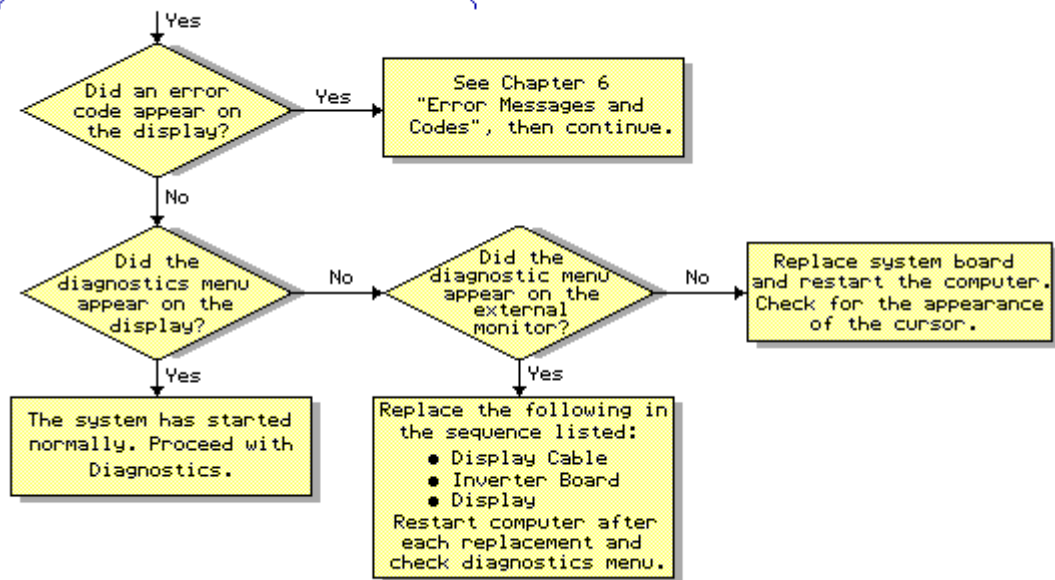 Yes
Did an error
code appear on
the display?
Yes
See Chapter 6
"Error Messages and
Codes", then continue.
No
Did the
diagnostics menu
appear on the
display?
No
Did the
diagnostic menu
appear on the
external
monitor?
No
Replace system board
and restart the computer.
Check for the appearance
of the cursor.
Yes
The system has started
normally. Proceed with
Diagnostics.
Yes
Replace the following in
the sequence listed:
● Display Cable
● Inverter Board
● Display
Restart computer after
each replacement and
check diagnostics menu.